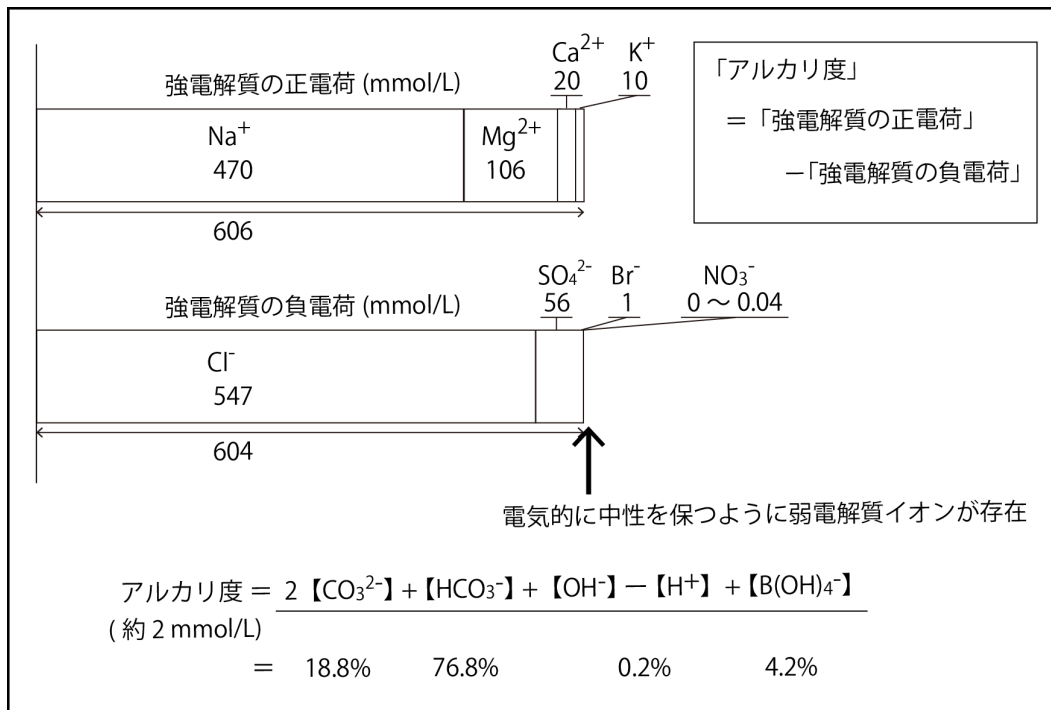 Ca²⁺ K⁺
強電解質の正電荷 (mmol/L) 20 10
Na⁺ Mg²⁺
470 106
606
「アルカリ度」
＝「強電解質の正電荷」
ー「強電解質の負電荷」
SO₄²⁻ Br⁻ NO₃⁻
強電解質の負電荷 (mmol/L) 56 1 0 〜 0.04
Cl⁻
547
604
電気的に中性を保つように弱電解質イオンが存在
アルカリ度 = 2【CO₃²⁻】+【HCO₃⁻】+【OH⁻】ー【H⁺】+【B(OH)₄⁻】
( 約 2 mmol/L)
= 18.8% 76.8% 0.2% 4.2%